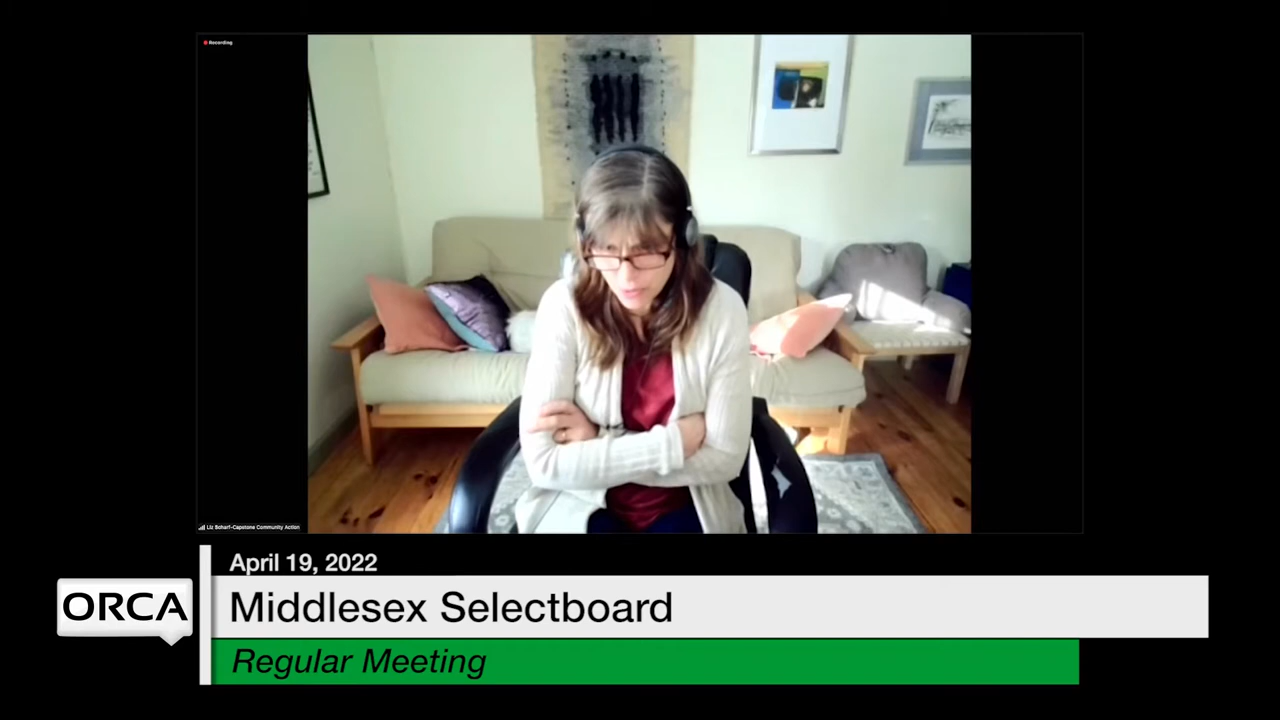 Recording
Liz Scharf-Capstone Community Action
April 19, 2022
ORCA
Middlesex Selectboard
Regular Meeting